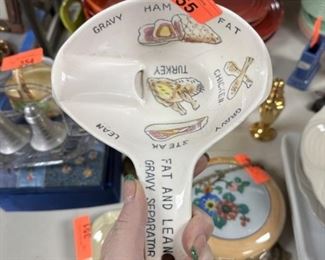 GRAVY
HAM
FAT
TURKEY
CHICKEN
GRAVY
LEAN
STEAK
FAT AND LEAN
GRAVY SEPARATOR